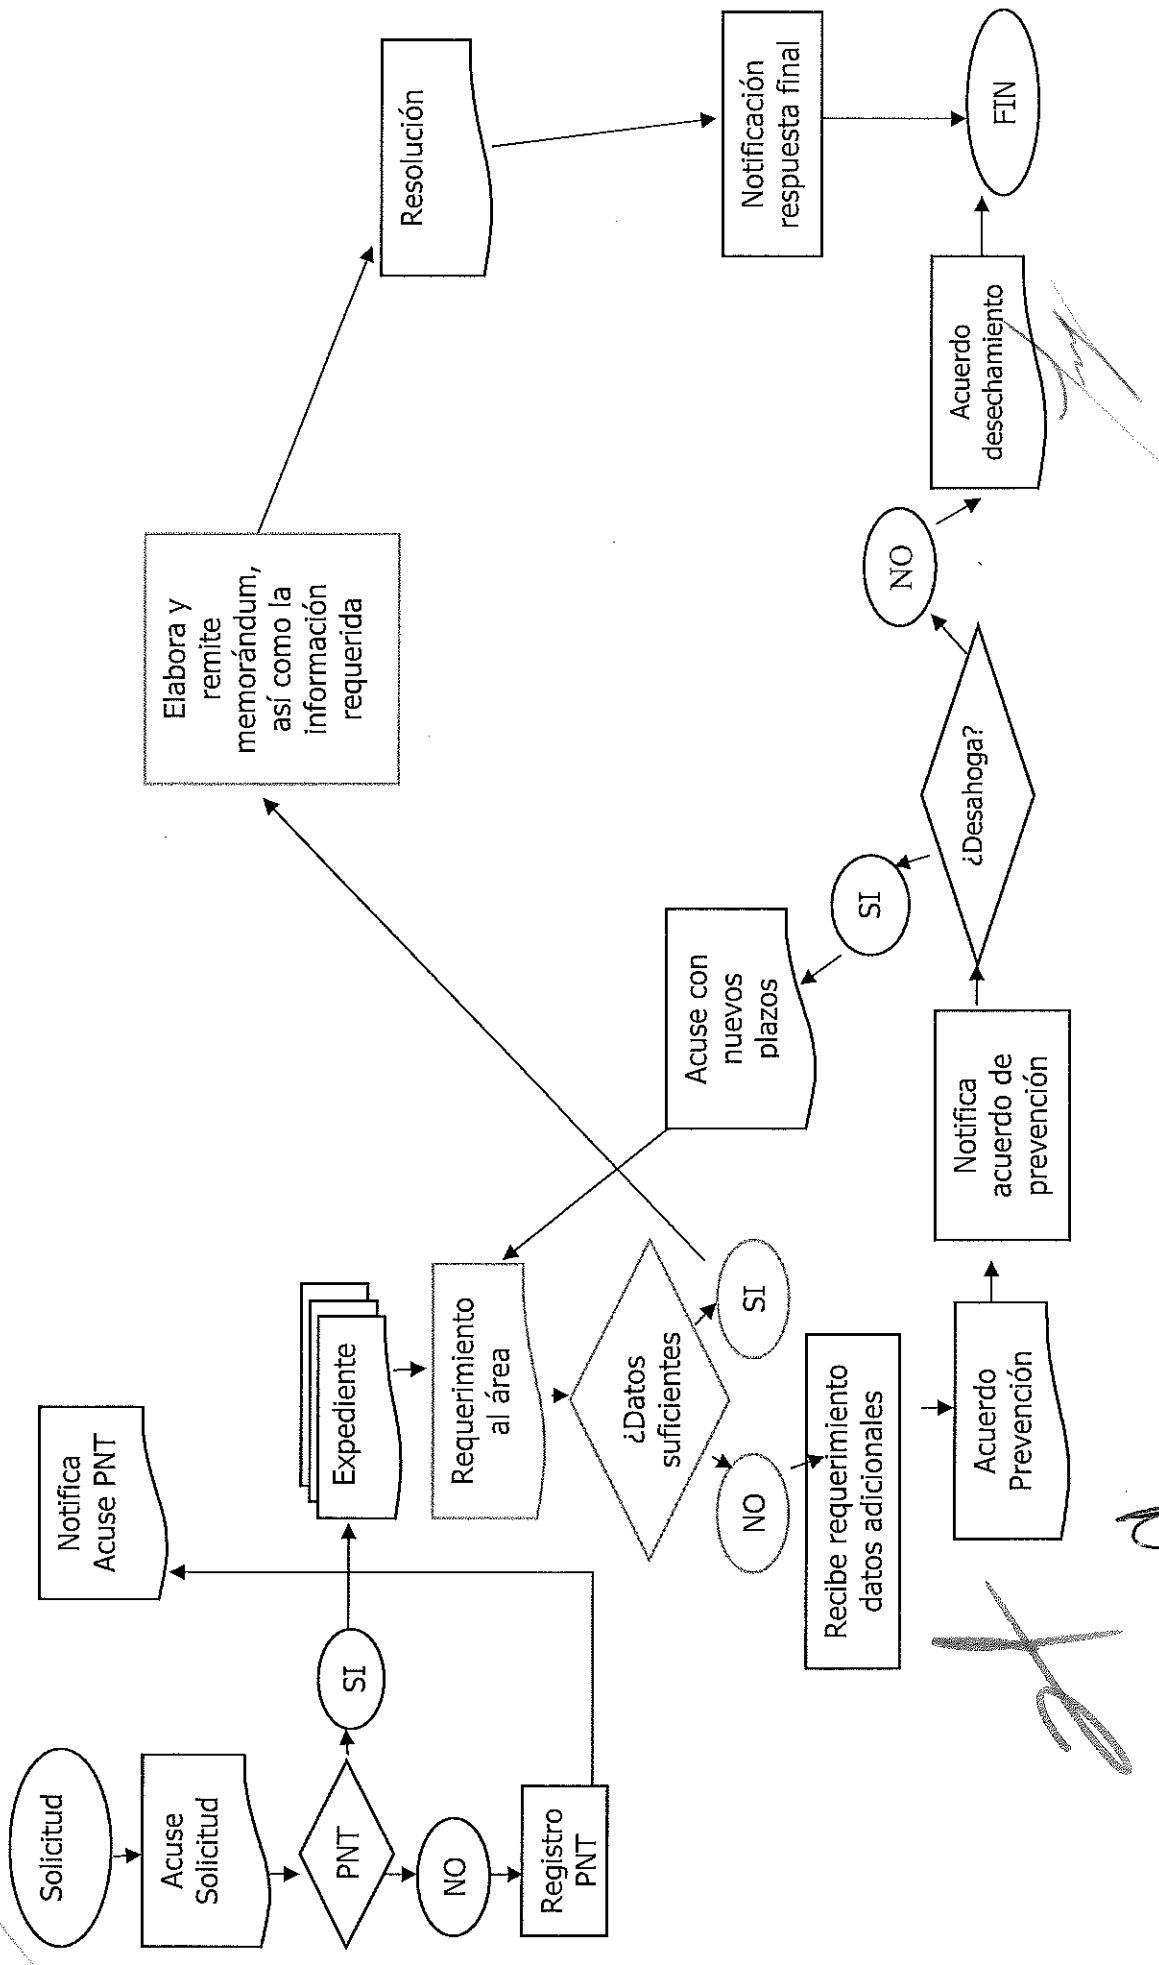 Solicitud
Acuse
Solicitud
PNT
SI
NO
Registro
PNT
Notifica
Acuse PNT
Expediente
Requerimiento
al área
¿Datos
suficientes
SI
NO
Recibe requerimiento
datos adicionales
Acuerdo
Prevención
Notifica
acuerdo de
prevención
¿Desahoga?
SI
Acuse con
nuevos
plazos
NO
Acuerdo
desechamiento
Elabora y
remite
memorándum,
así como la
información
requerida
Resolución
Notificación
respuesta final
FIN